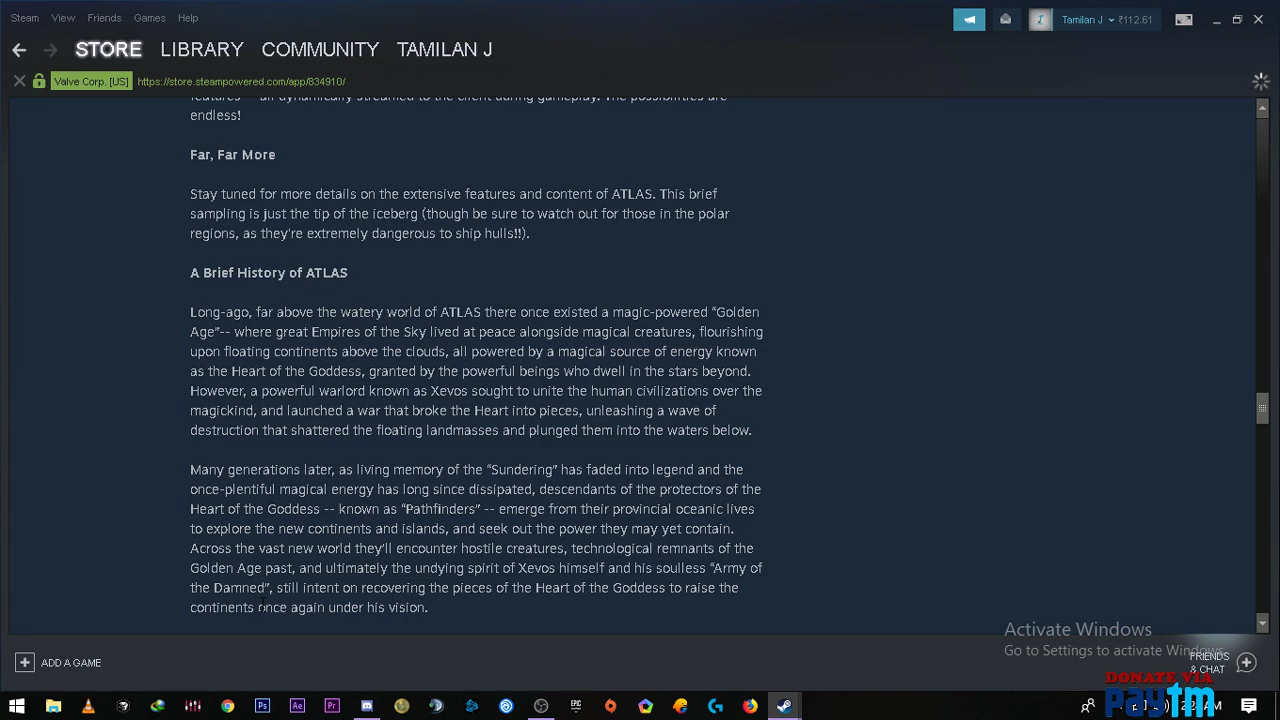 Steam View Friends Games Help
Tamilan J ₹112.61
STORE LIBRARY COMMUNITY TAMILAN J
Valve Corp. [US] https://store.steampowered.com/app/834910/
endless!
Far, Far More
Stay tuned for more details on the extensive features and content of ATLAS. This brief
sampling is just the tip of the iceberg (though be sure to watch out for those in the polar
regions, as they're extremely dangerous to ship hulls!!).
A Brief History of ATLAS
Long-ago, far above the watery world of ATLAS there once existed a magic-powered “Golden
Age”-- where great Empires of the Sky lived at peace alongside magical creatures, flourishing
upon floating continents above the clouds, all powered by a magical source of energy known
as the Heart of the Goddess, granted by the powerful beings who dwell in the stars beyond.
However, a powerful warlord known as Xevos sought to unite the human civilizations over the
magickind, and launched a war that broke the Heart into pieces, unleashing a wave of
destruction that shattered the floating landmasses and plunged them into the waters below.
Many generations later, as living memory of the “Sundering” has faded into legend and the
once-plentiful magical energy has long since dissipated, descendants of the protectors of the
Heart of the Goddess -- known as “Pathfinders” -- emerge from their provincial oceanic lives
to explore the new continents and islands, and seek out the power they may yet contain.
Across the vast new world they'll encounter hostile creatures, technological remnants of the
Golden Age past, and ultimately the undying spirit of Xevos himself and his soulless “Army of
the Damned”, still intent on recovering the pieces of the Heart of the Goddess to raise the
continents once again under his vision.
Activate Windows
Go to Settings to activate Windows.
ADD A GAME
FRIENDS
& CHAT
DONATE VIA
paytm
Ps Ae Pr
EPIC